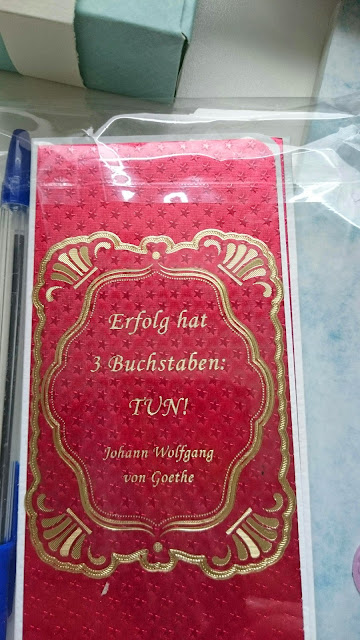 Erfolg hat
3 Buchstaben:
TUN!
Johann Wolfgang
von Goethe